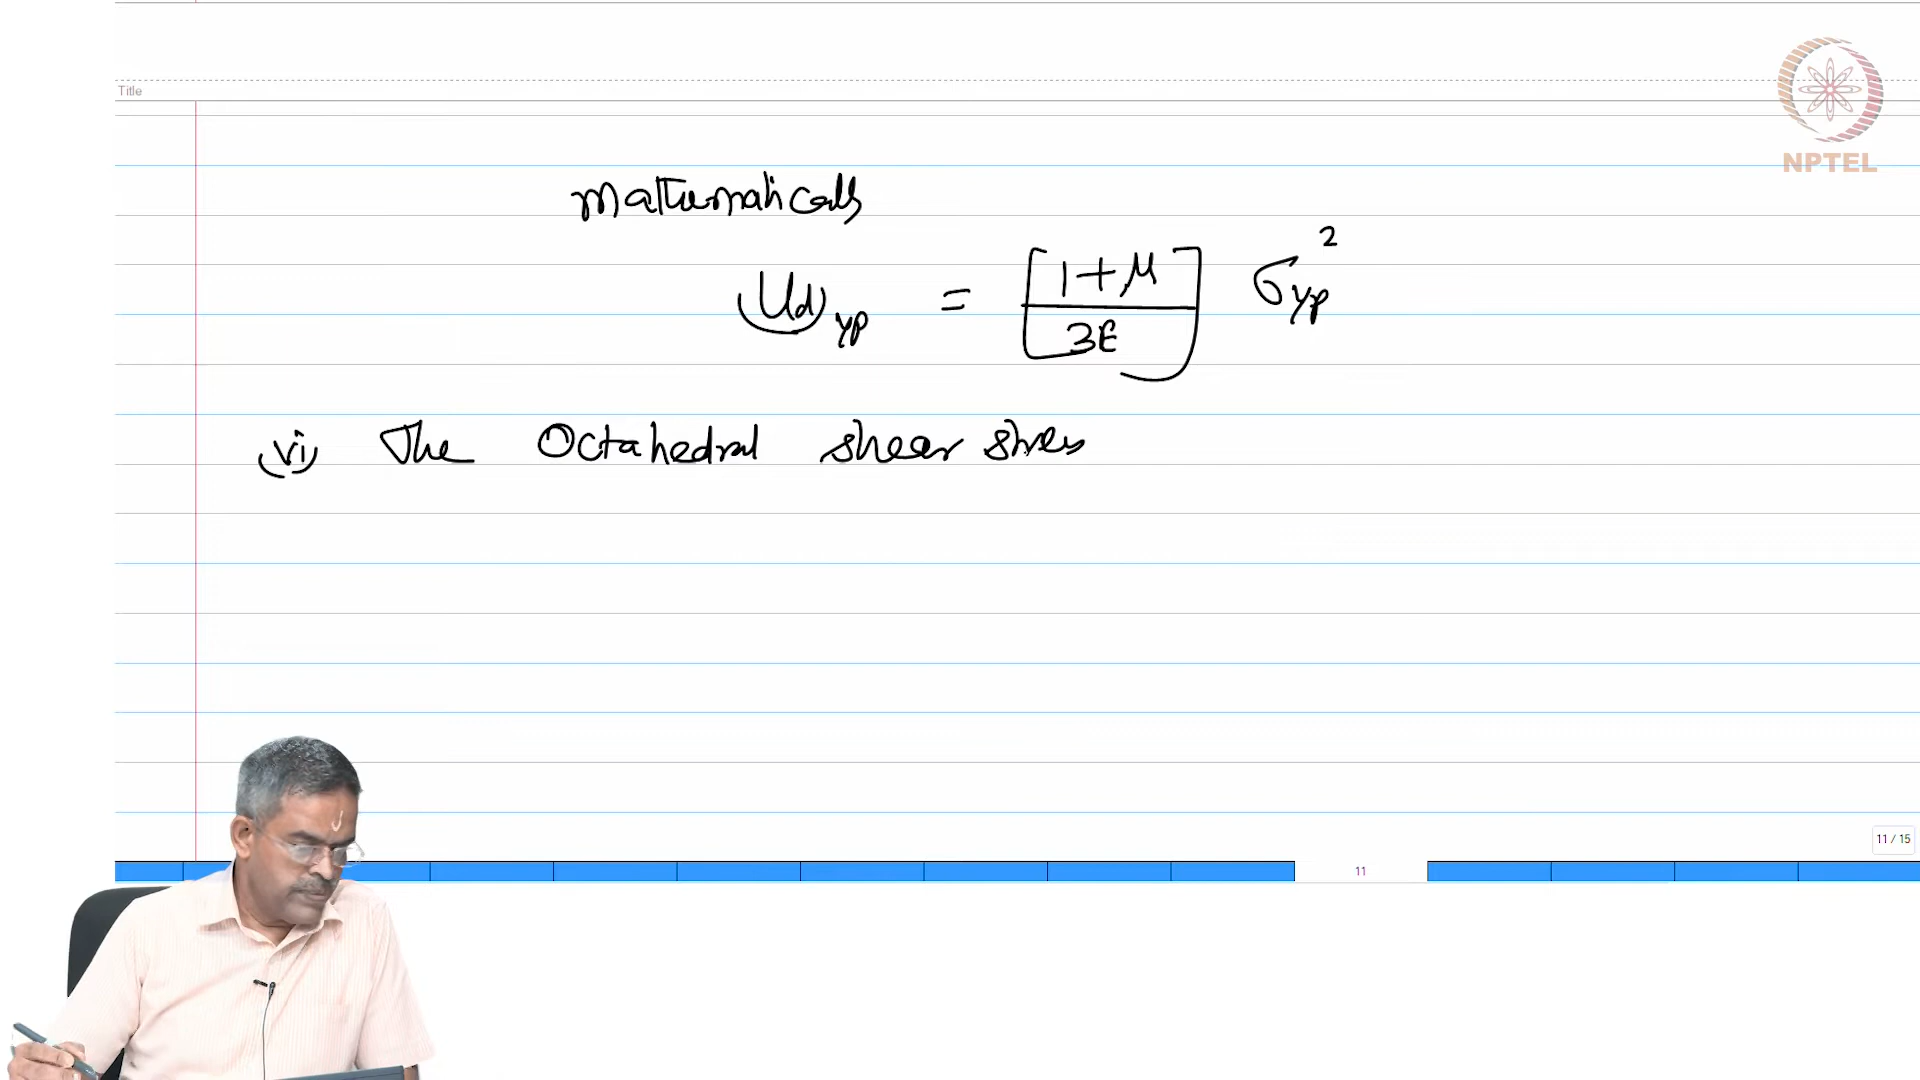 Title
NPTEL
mathematically
(Ud)yp = [1+μ / 3E] σyp²
(vi) The Octahedral shear stress
11 / 15
11